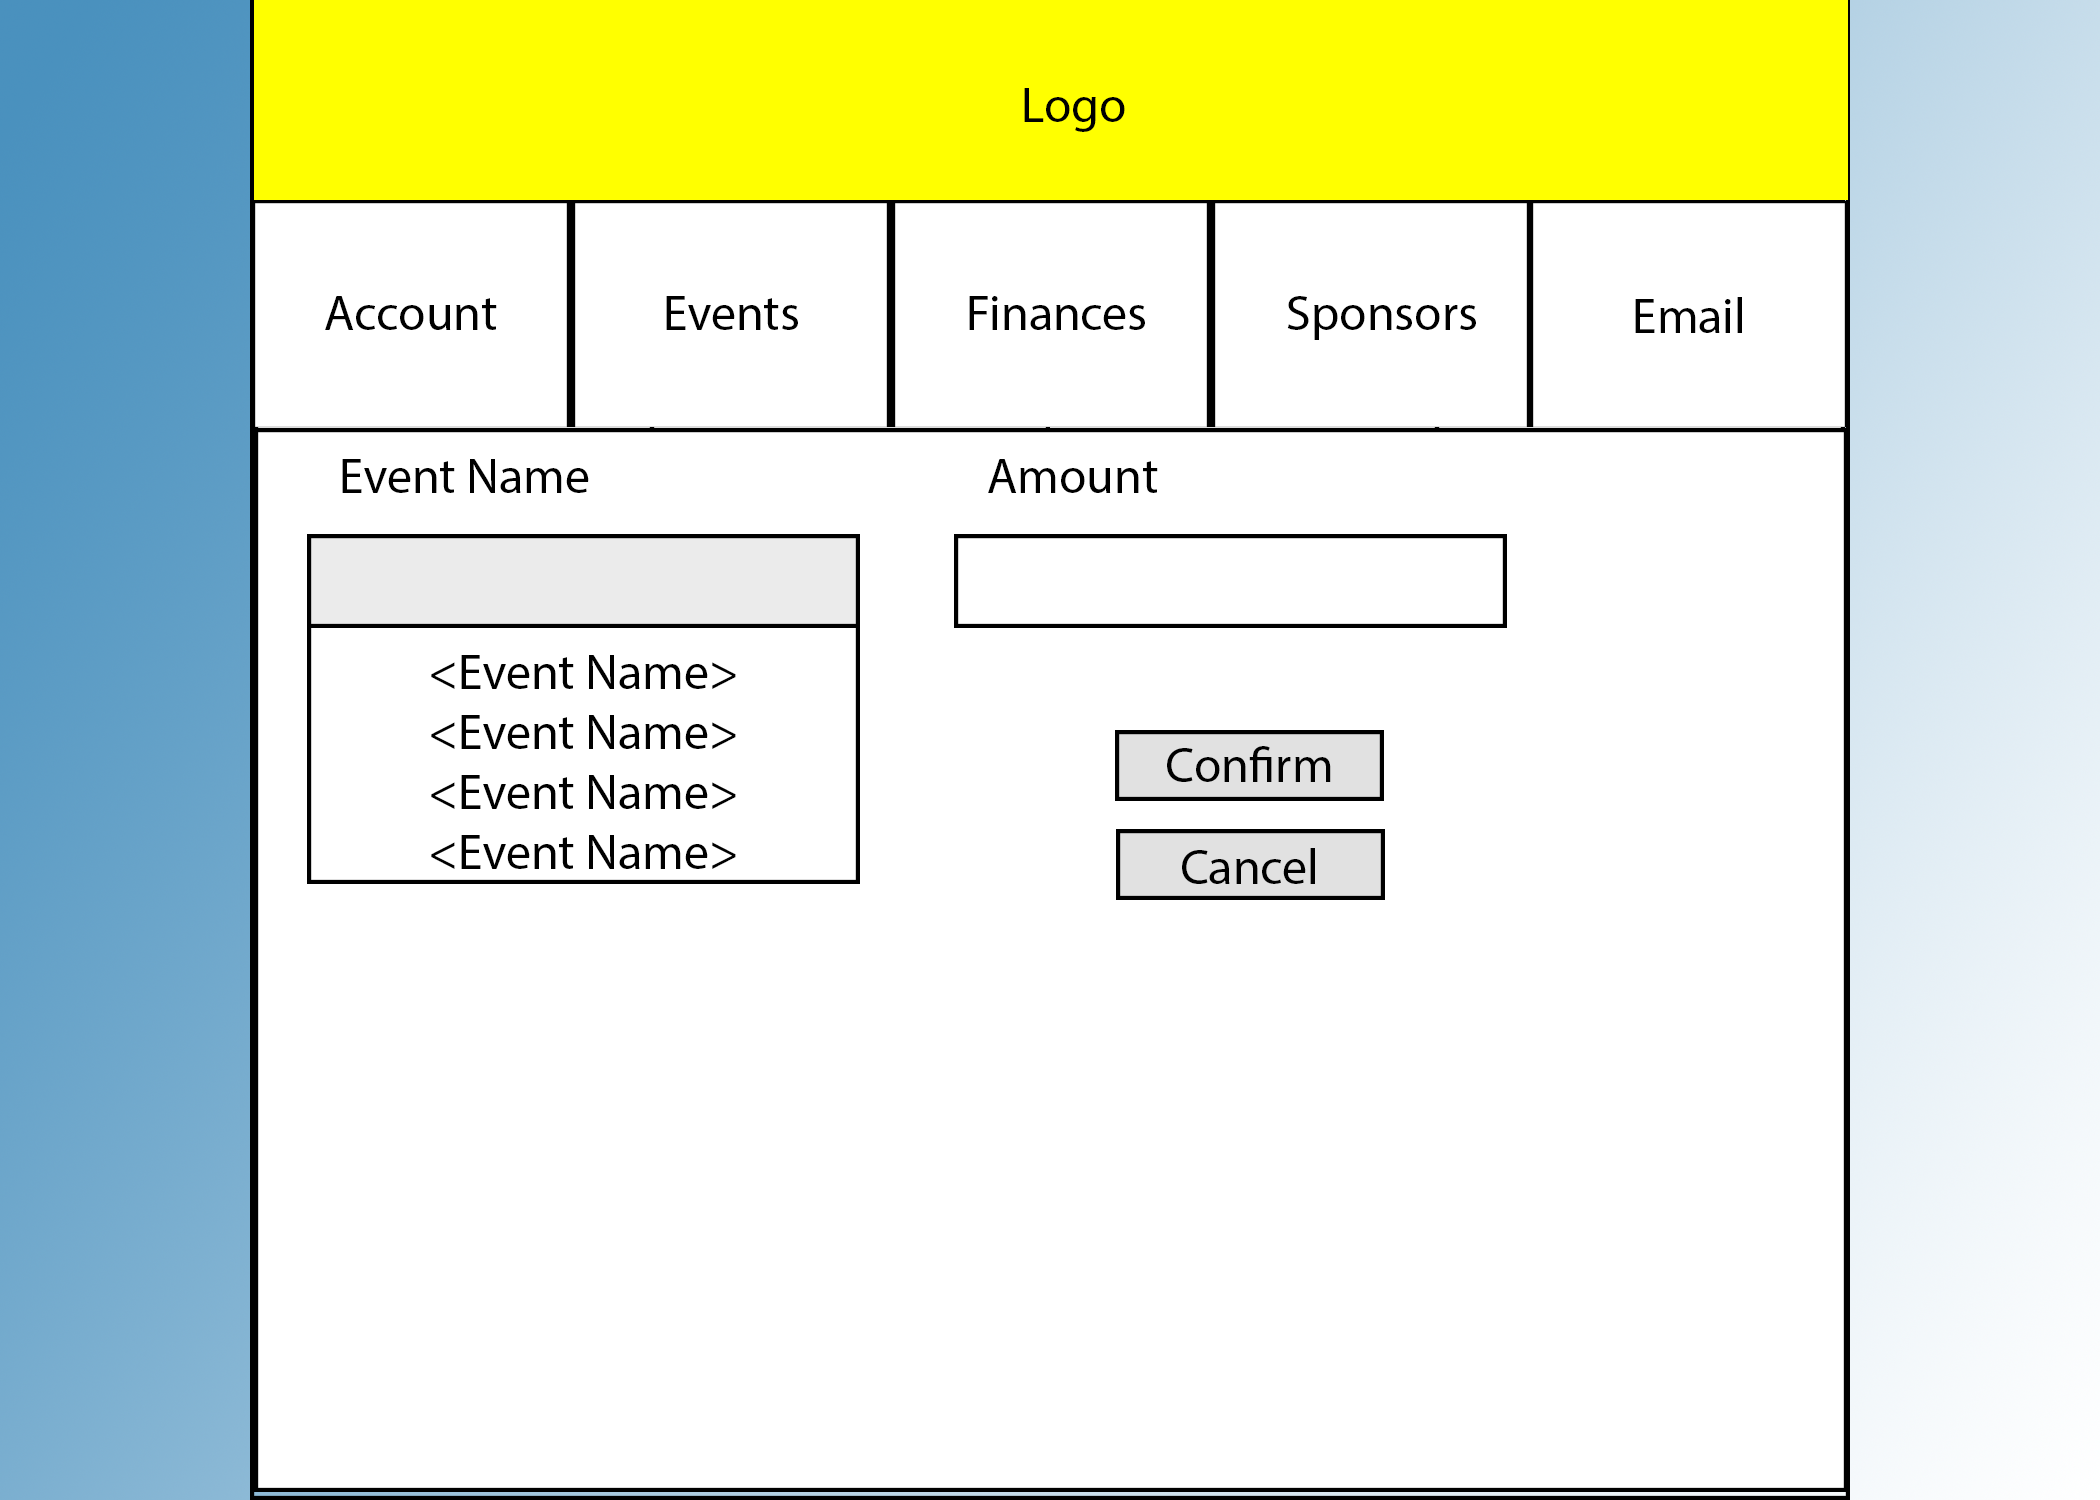 Logo
Account
Events
Finances
Sponsors
Email
Event Name
Amount
<Event Name>
<Event Name>
<Event Name>
<Event Name>
Confirm
Cancel